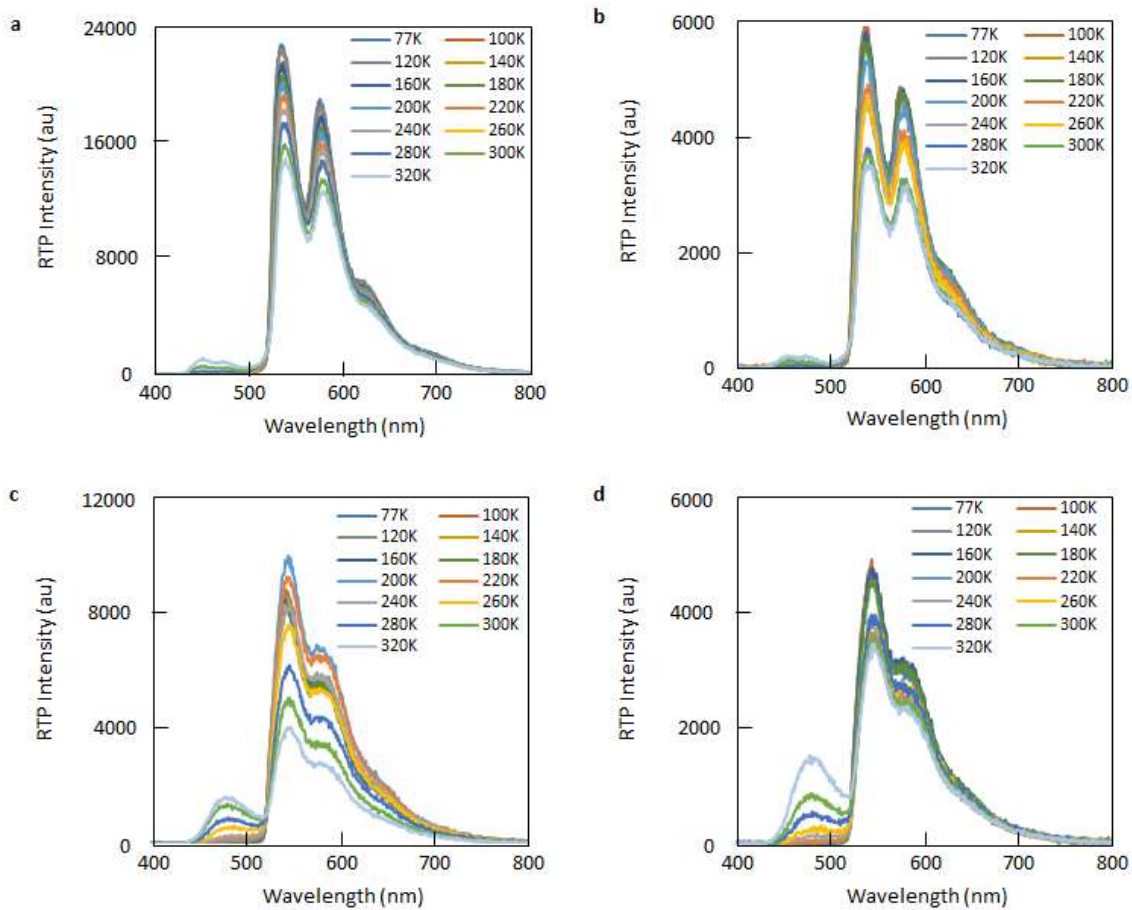 a
24000
16000
8000
0
RTP Intensity (au)
77K 100K
120K 140K
160K 180K
200K 220K
240K 260K
280K 300K
320K
400 500 600 700 800
Wavelength (nm)
b
6000
4000
2000
0
RTP Intensity (au)
77K 100K
120K 140K
160K 180K
200K 220K
240K 260K
280K 300K
320K
400 500 600 700 800
Wavelength (nm)
c
12000
8000
4000
0
RTP Intensity (au)
77K 100K
120K 140K
160K 180K
200K 220K
240K 260K
280K 300K
320K
400 500 600 700 800
Wavelength (nm)
d
6000
4000
2000
0
RTP Intensity (au)
77K 100K
120K 140K
160K 180K
200K 220K
240K 260K
280K 300K
320K
400 500 600 700 800
Wavelength (nm)